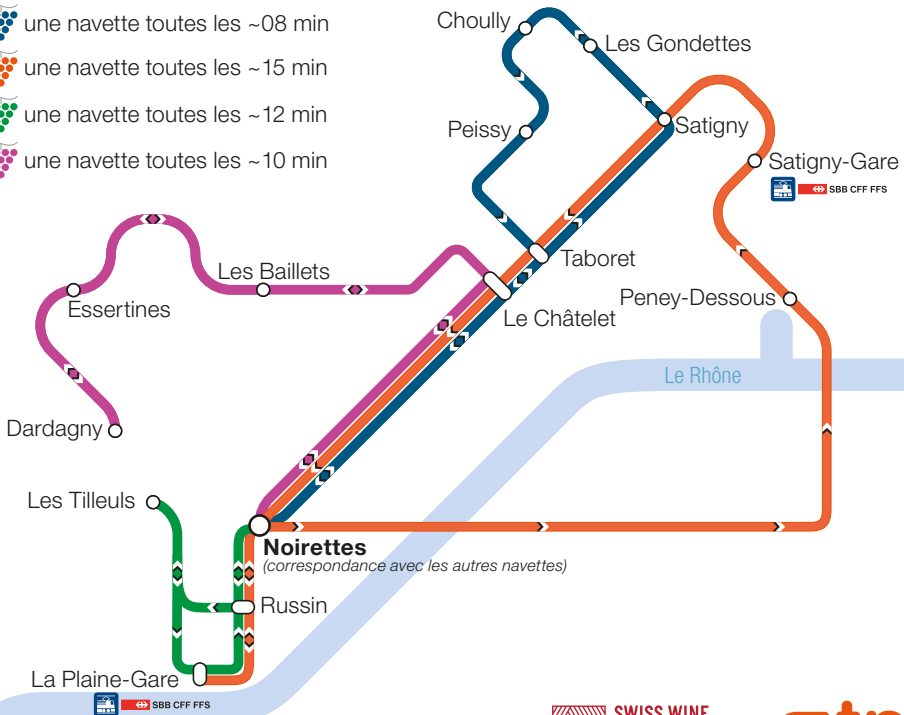 une navette toutes les ~08 min
une navette toutes les ~15 min
une navette toutes les ~12 min
une navette toutes les ~10 min
Choully
Les Gondettes
Peissy
Satigny
Satigny-Gare
SBB CFF FFS
Les Baillets
Taboret
Essertines
Le Châtelet
Peney-Dessous
Le Rhône
Dardagny
Les Tilleuls
Noirettes
(correspondance avec les autres navettes)
Russin
La Plaine-Gare
SBB CFF FFS
SWISS WINE